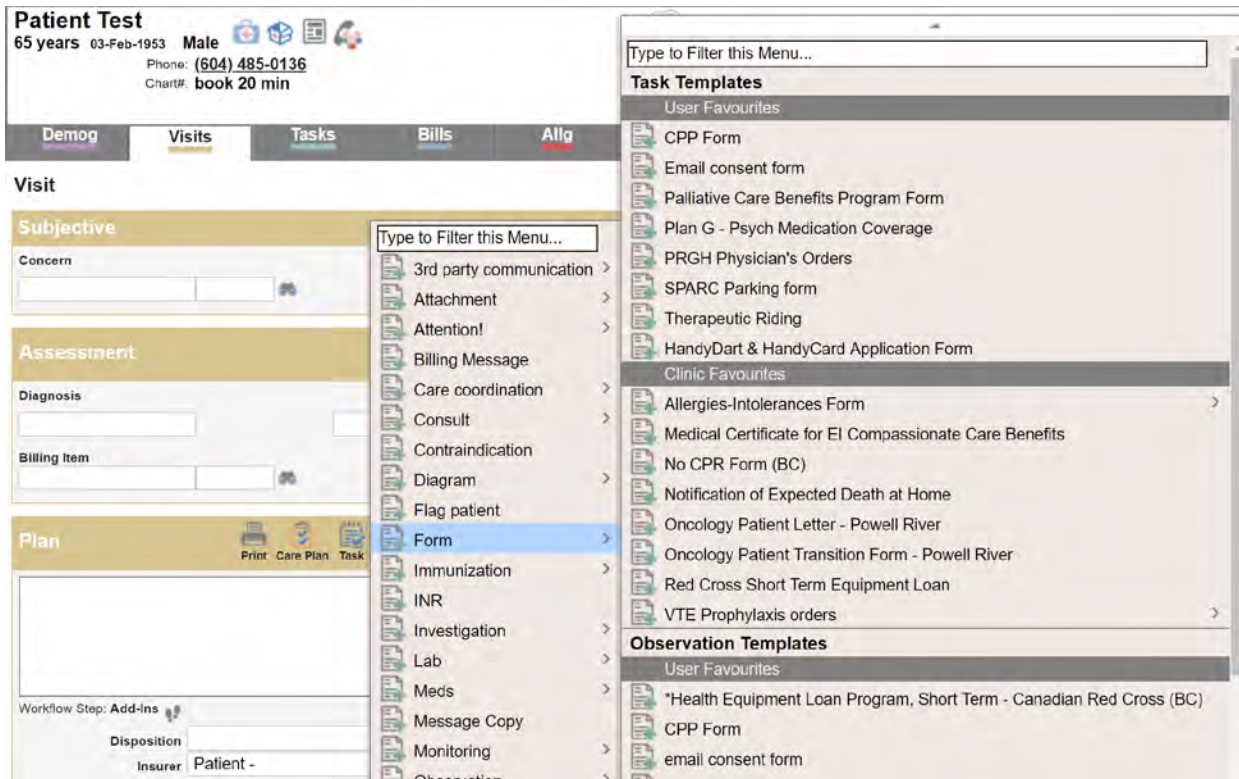 Patient Test
65 years 03-Feb-1953 Male
Phone: (604) 485-0136
Chart#: book 20 min
Demog Visits Tasks Bills Allg
Visit
Subjective
Concern
Assessment
Diagnosis
Billing Item
Plan
Print Care Plan Task
Workflow Step: Add-Ins
Disposition
Insurer Patient -
Type to Filter this Menu...
3rd party communication
Attachment
Attention!
Billing Message
Care coordination
Consult
Contraindication
Diagram
Flag patient
Form
Immunization
INR
Investigation
Lab
Meds
Message Copy
Monitoring
Observation
Type to Filter this Menu...
Task Templates
User Favourites
CPP Form
Email consent form
Palliative Care Benefits Program Form
Plan G - Psych Medication Coverage
PRGH Physician's Orders
SPARC Parking form
Therapeutic Riding
HandyDart & HandyCard Application Form
Clinic Favourites
Allergies-Intolerances Form
Medical Certificate for EI Compassionate Care Benefits
No CPR Form (BC)
Notification of Expected Death at Home
Oncology Patient Letter - Powell River
Oncology Patient Transition Form - Powell River
Red Cross Short Term Equipment Loan
VTE Prophylaxis orders
Observation Templates
User Favourites
*Health Equipment Loan Program, Short Term - Canadian Red Cross (BC)
CPP Form
email consent form